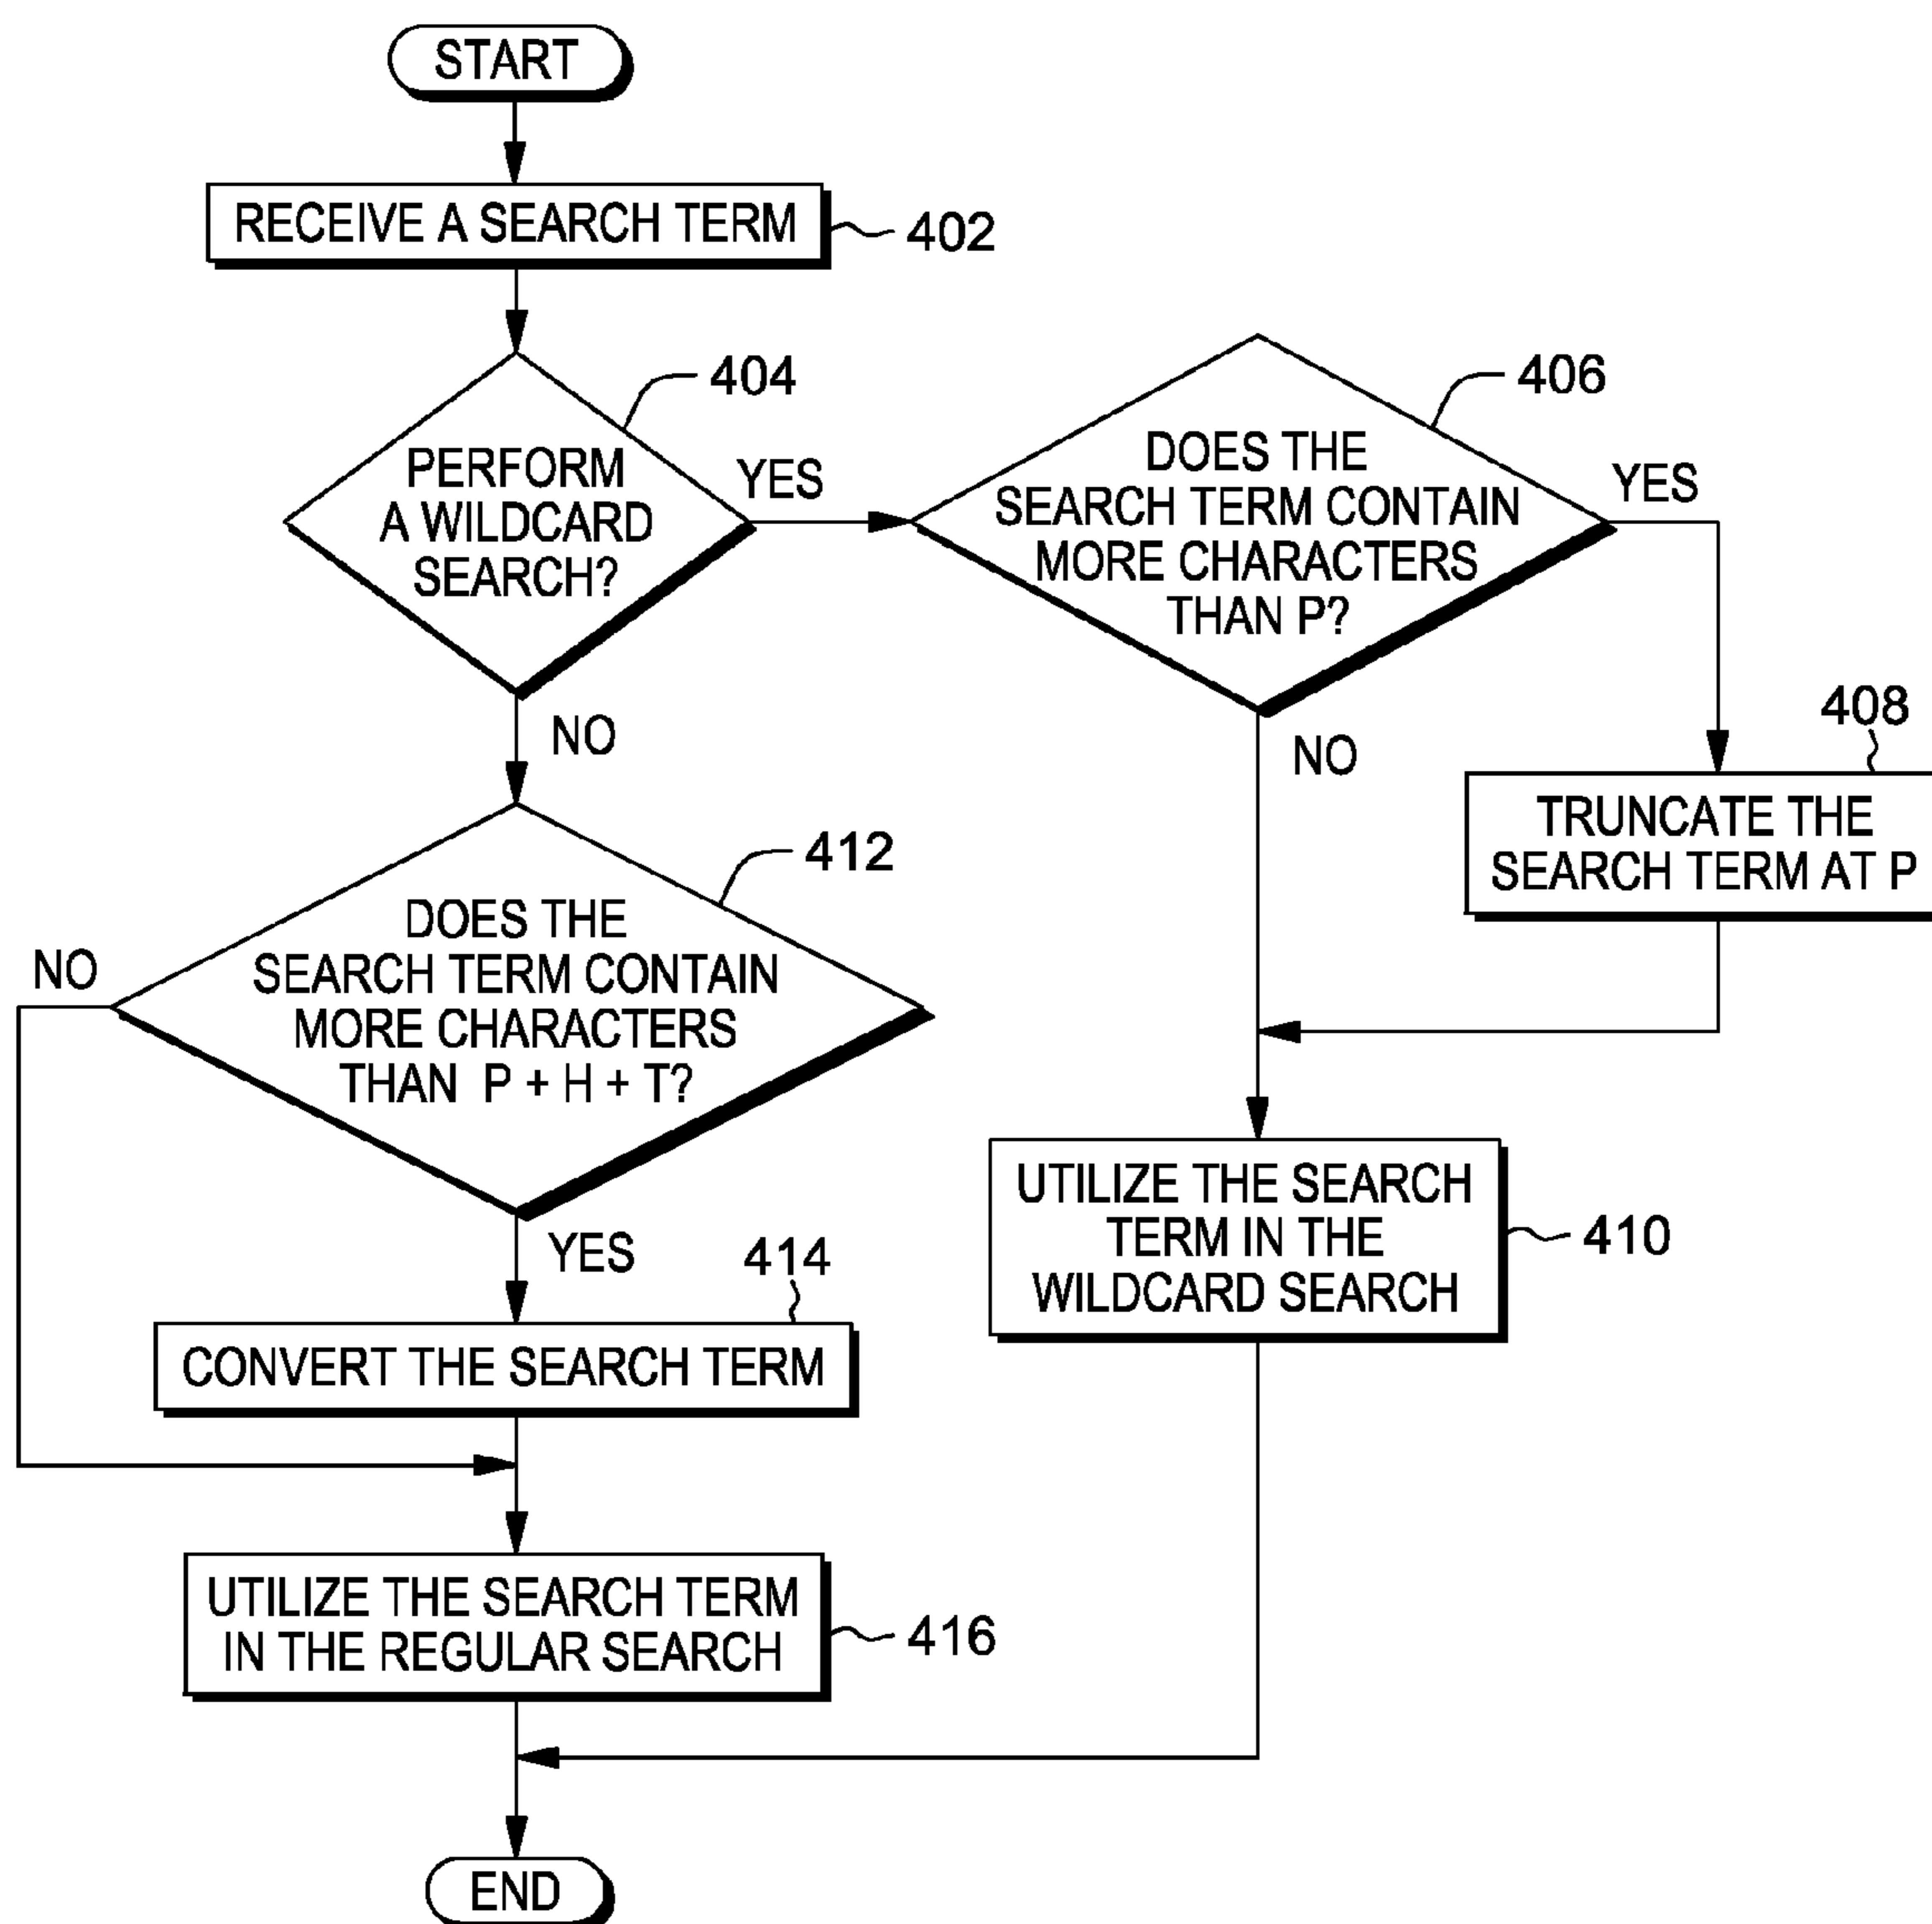 START
RECEIVE A SEARCH TERM
402
404
PERFORM
A WILDCARD
SEARCH?
YES
NO
406
DOES THE
SEARCH TERM CONTAIN
MORE CHARACTERS
THAN P?
YES
NO
408
TRUNCATE THE
SEARCH TERM AT P
412
DOES THE
SEARCH TERM CONTAIN
MORE CHARACTERS
THAN P + H + T?
NO
YES
UTILIZE THE SEARCH
TERM IN THE
WILDCARD SEARCH
410
414
CONVERT THE SEARCH TERM
UTILIZE THE SEARCH TERM
IN THE REGULAR SEARCH
416
END